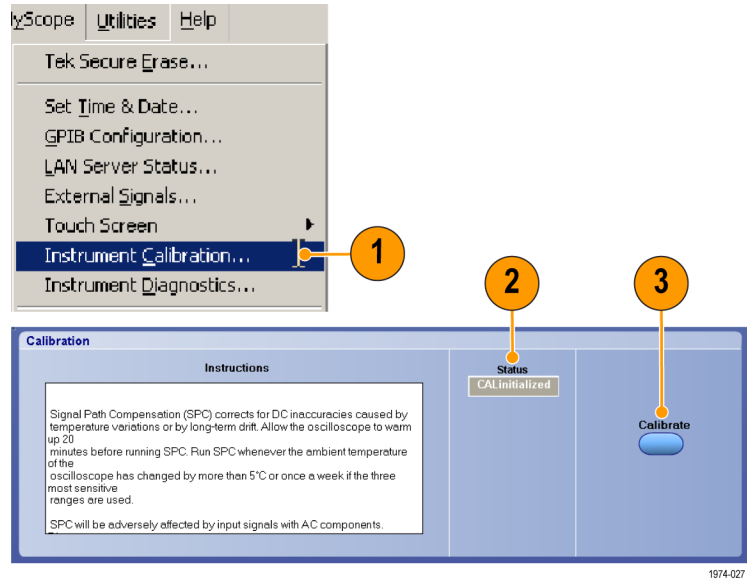 yScope Utilities Help
Tek Secure Erase...
Set Time & Date...
GPIB Configuration...
LAN Server Status...
External Signals...
Touch Screen
Instrument Calibration...
1
Instrument Diagnostics...
2
3
Calibration
Instructions
Status
CALinitialized
Signal Path Compensation (SPC) corrects for DC inaccuracies caused by
temperature variations or by long-term drift. Allow the oscilloscope to warm
up 20
minutes before running SPC. Run SPC whenever the ambient temperature
of the
oscilloscope has changed by more than 5°C or once a week if the three
most sensitive
ranges are used.
SPC will be adversely affected by input signals with AC components.
Calibrate
1974-027